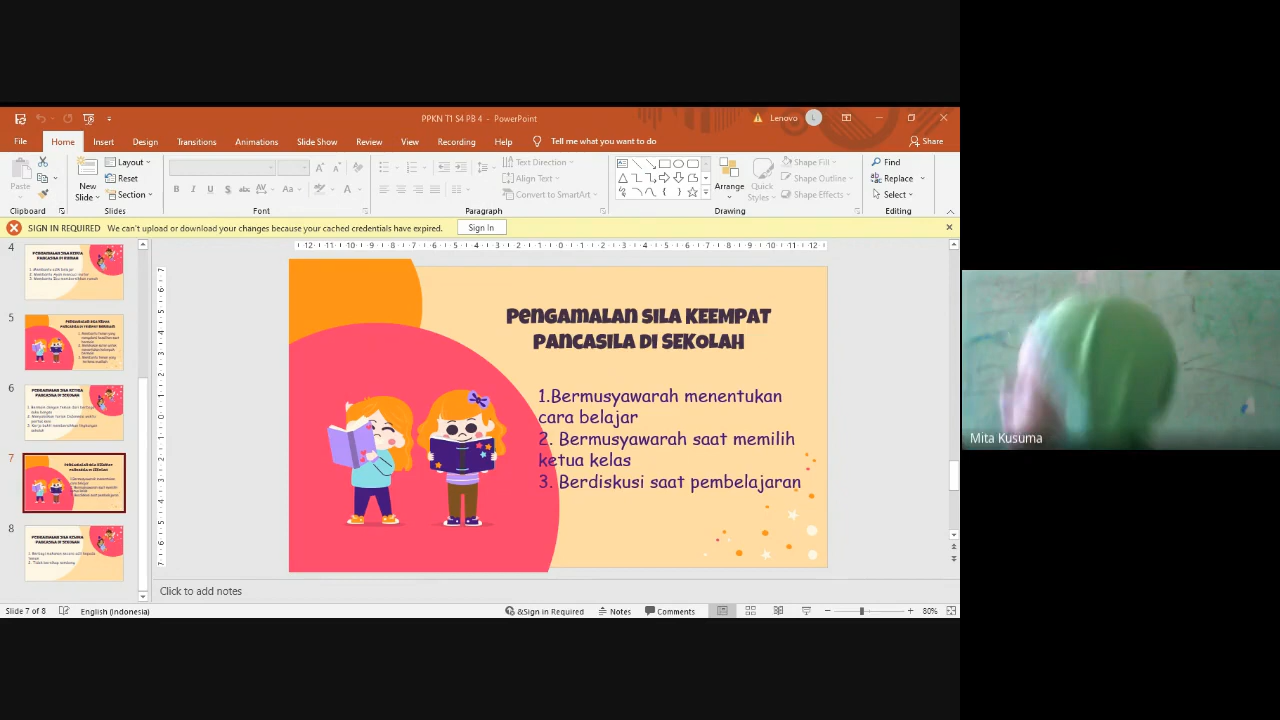 PPKN T1 S4 PB 4 - PowerPoint
Lenovo
L
File
Home
Insert
Design
Transitions
Animations
Slide Show
Review
View
Recording
Help
Tell me what you want to do
Share
Paste
New
Slide
Layout
Reset
Section
Text Direction
Align Text
Convert to SmartArt
Arrange
Quick
Styles
Shape Fill
Shape Outline
Shape Effects
Find
Replace
Select
Clipboard
Slides
Font
Paragraph
Drawing
Editing
SIGN IN REQUIRED We can't upload or download your changes because your cached credentials have expired.
Sign In
4
5
6
7
8
PENGAMALAN SILA KEEMPAT
PANCASILA DI SEKOLAH
1.Bermusyawarah menentukan
cara belajar
2. Bermusyawarah saat memilih
ketua kelas
3. Berdiskusi saat pembelajaran
Click to add notes
Slide 7 of 8
English (Indonesia)
&Sign in Required
Notes
Comments
80%
Mita Kusuma